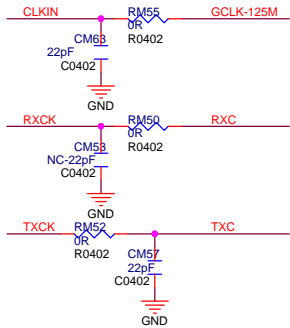 CLKIN RM55 GCLK-125M
0R
CM63 R0402
22pF
C0402
GND
RXCK RM50 RXC
0R
CM53 R0402
NC-22pF
C0402
GND
TXCK RM52 TXC
0R
R0402 CM57
22pF
C0402
GND